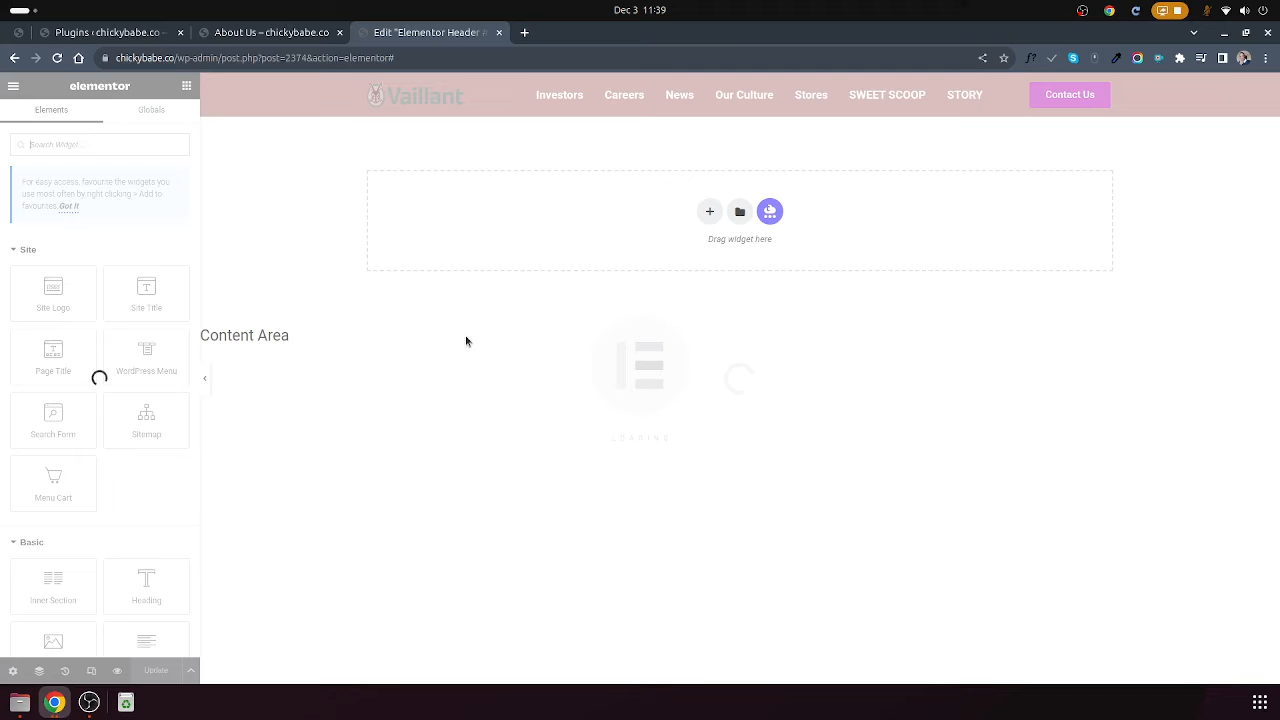 Dec 3 11:39
Plugins ‹ chickybabe.co —
About Us – chickybabe.co
Edit "Elementor Header #
chickybabe.co/wp-admin/post.php?post=2374&action=elementor#
elementor
Elements
Globals
Search Widget...
For easy access, favourite the widgets you
use most often by right clicking > Add to
favourites. Got It
Site
Site Logo
Site Title
Page Title
WordPress Menu
Search Form
Sitemap
Menu Cart
Basic
Inner Section
Heading
Update
Vaillant
Investors
Careers
News
Our Culture
Stores
SWEET SCOOP
STORY
Contact Us
Drag widget here
Content Area
LOADING